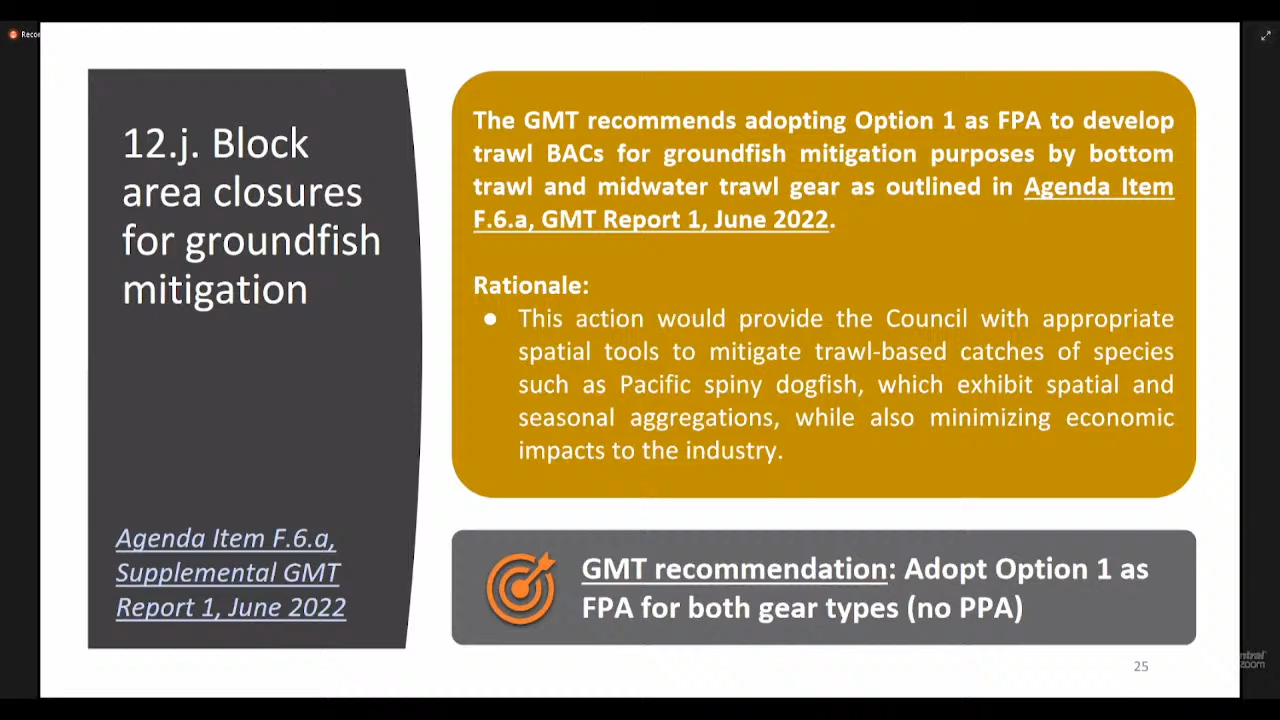 12.j. Block
area closures
for groundfish
mitigation
Agenda Item F.6.a,
Supplemental GMT
Report 1, June 2022
The GMT recommends adopting Option 1 as FPA to develop
trawl BACs for groundfish mitigation purposes by bottom
trawl and midwater trawl gear as outlined in Agenda Item
F.6.a, GMT Report 1, June 2022.
Rationale:
● This action would provide the Council with appropriate
spatial tools to mitigate trawl-based catches of species
such as Pacific spiny dogfish, which exhibit spatial and
seasonal aggregations, while also minimizing economic
impacts to the industry.
GMT recommendation: Adopt Option 1 as
FPA for both gear types (no PPA)
25
zoom